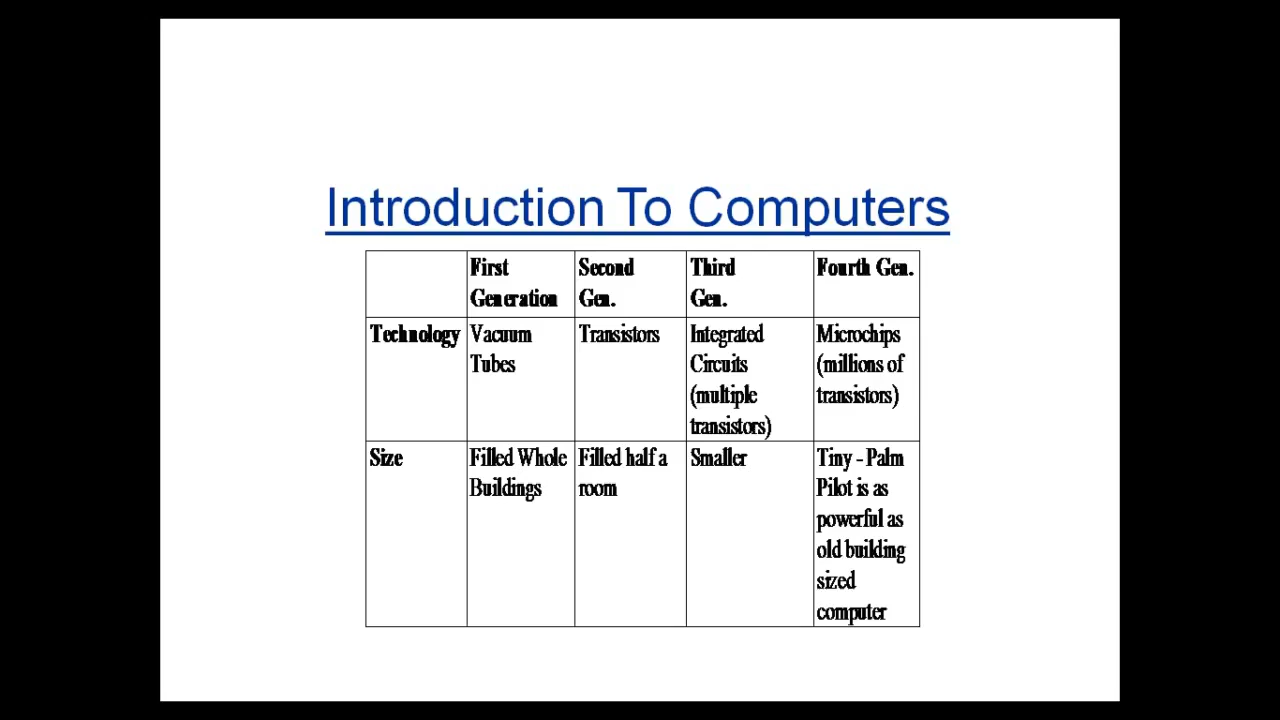 Introduction To Computers
First Generation
Second Gen.
Third Gen.
Fourth Gen.
Technology
Vacuum Tubes
Transistors
Integrated Circuits (multiple transistors)
Microchips (millions of transistors)
Size
Filled Whole Buildings
Filled half a room
Smaller
Tiny - Palm Pilot is as powerful as old building sized computer